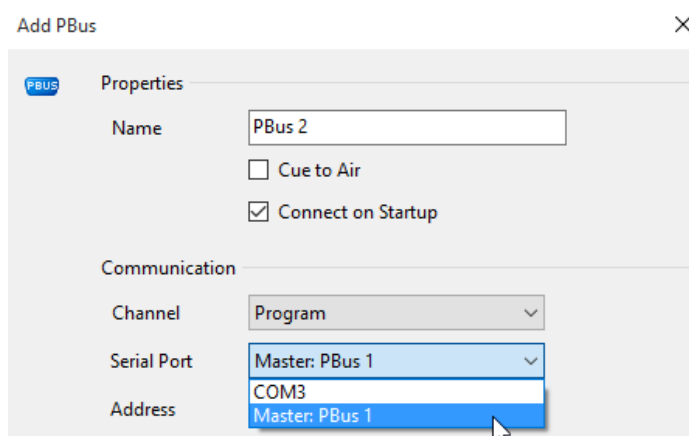 Add PBus
PBUS
Properties
Name
PBus 2
Cue to Air
Connect on Startup
Communication
Channel
Program
Serial Port
Master: PBus 1
COM3
Address
Master: PBus 1